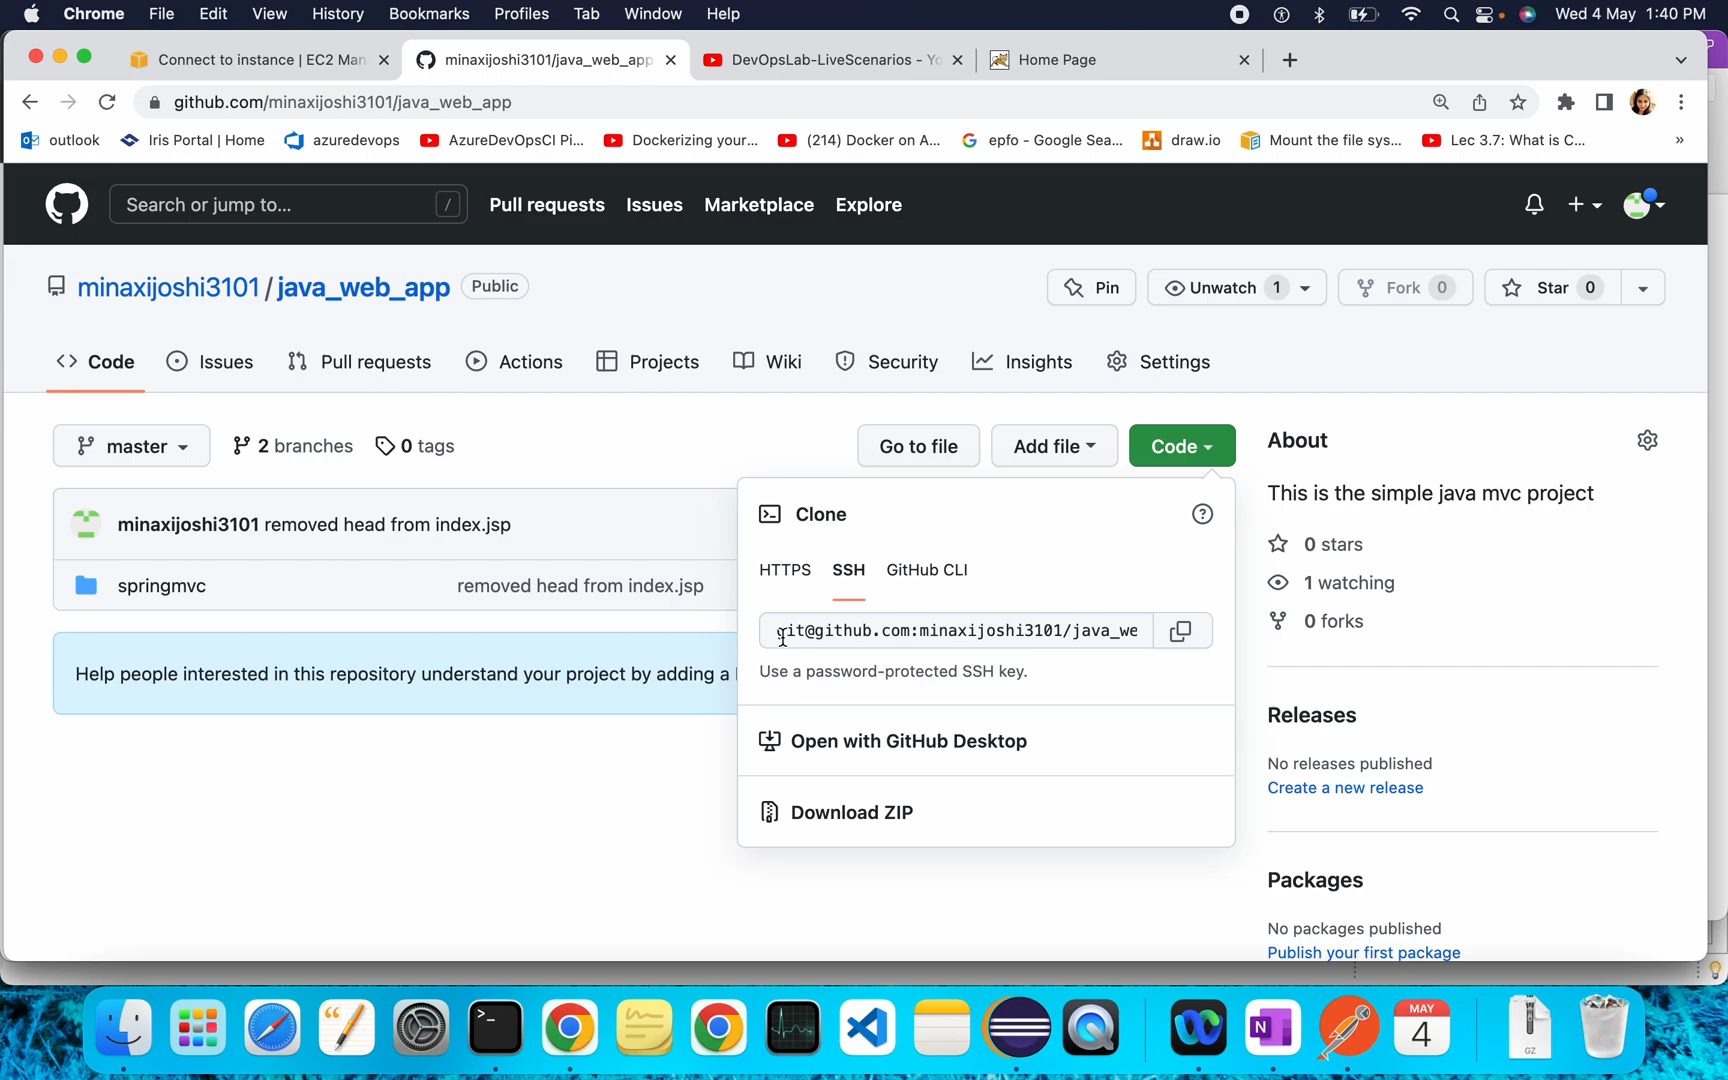 Chrome File Edit View History Bookmarks Profiles Tab Window Help Wed 4 May 1:40 PM
Connect to instance | EC2 Man minaxijoshi3101/java_web_app DevOpsLab-LiveScenarios - Yo Home Page
github.com/minaxijoshi3101/java_web_app
outlook Iris Portal | Home azuredevops AzureDevOpsCI Pi... Dockerizing your... (214) Docker on A... epfo - Google Sea... draw.io Mount the file sys... Lec 3.7: What is C... »
Search or jump to... / Pull requests Issues Marketplace Explore
minaxijoshi3101 / java_web_app Public Pin Unwatch 1 Fork 0 Star 0
Code Issues Pull requests Actions Projects Wiki Security Insights Settings
master 2 branches 0 tags Go to file Add file Code
minaxijoshi3101 removed head from index.jsp
springmvc removed head from index.jsp
Help people interested in this repository understand your project by adding a
Clone
HTTPS SSH GitHub CLI
git@github.com:minaxijoshi3101/java_we
Use a password-protected SSH key.
Open with GitHub Desktop
Download ZIP
About
This is the simple java mvc project
0 stars
1 watching
0 forks
Releases
No releases published
Create a new release
Packages
No packages published
Publish your first package
MAY
4
GZ